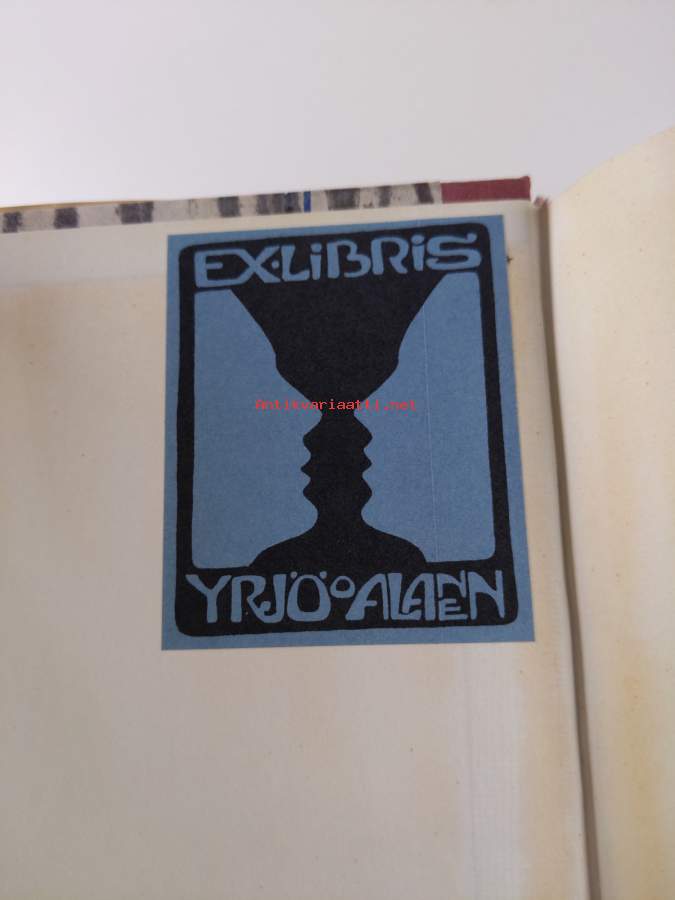 EX·LiBRiS
Antikvariaatti.net
YRJÖ O ALANEN